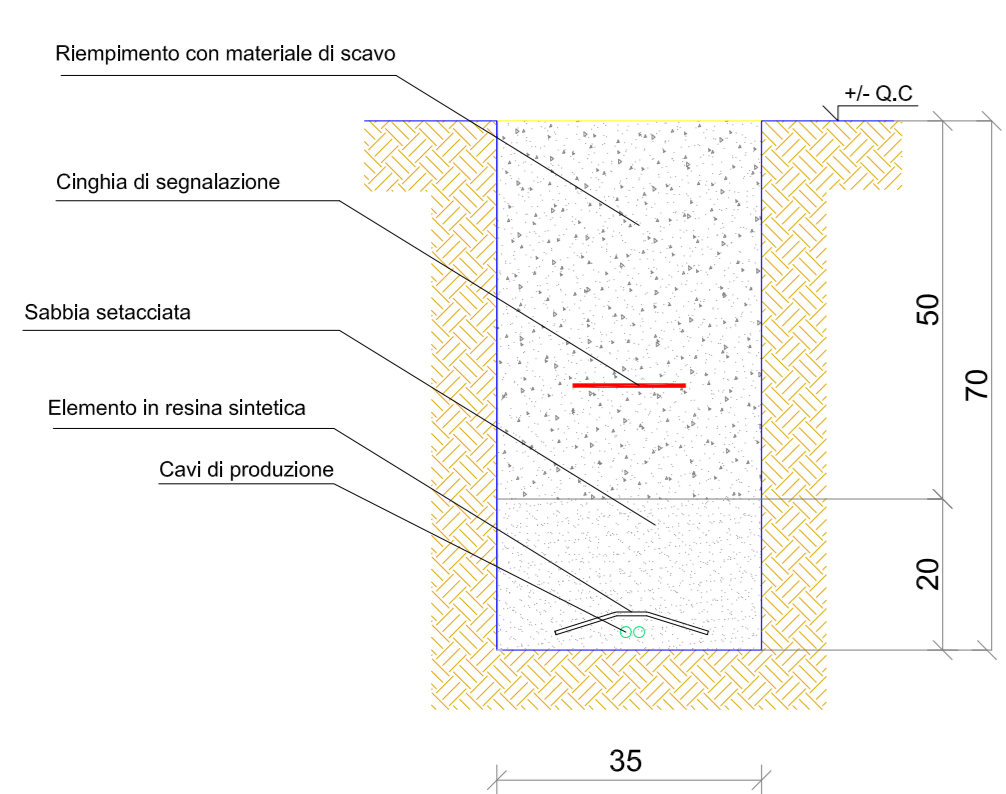 Riempimento con materiale di scavo
+/- Q.C
Cinghia di segnalazione
Sabbia setacciata
50
70
Elemento in resina sintetica
Cavi di produzione
20
35